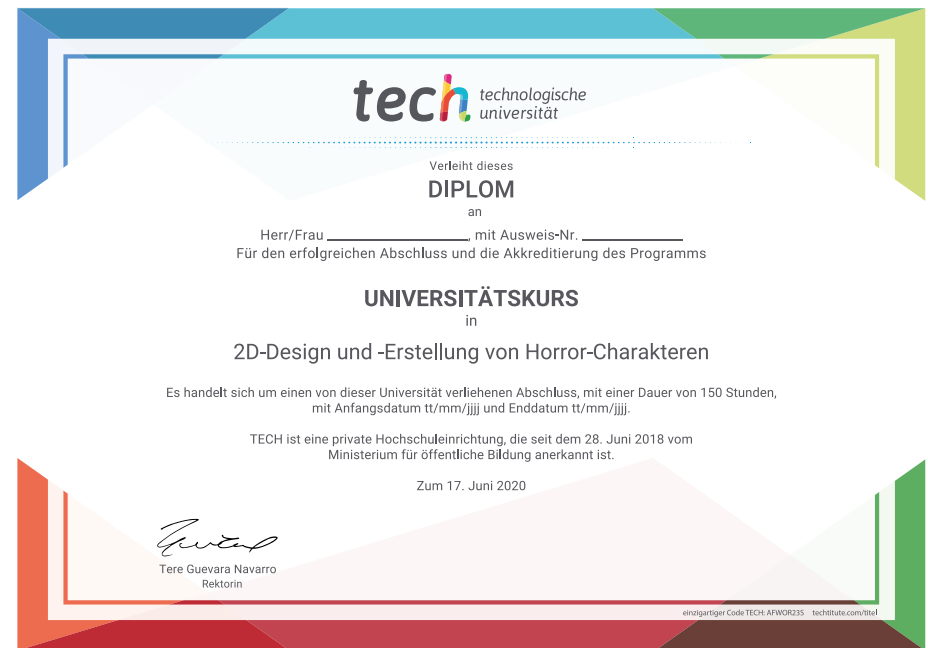 tech technologische
universität
Verleiht dieses
DIPLOM
an
Herr/Frau ____________________, mit Ausweis-Nr. ______________
Für den erfolgreichen Abschluss und die Akkreditierung des Programms
UNIVERSITÄTSKURS
in
2D-Design und -Erstellung von Horror-Charakteren
Es handelt sich um einen von dieser Universität verliehenen Abschluss, mit einer Dauer von 150 Stunden,
mit Anfangsdatum tt/mm/jjjj und Enddatum tt/mm/jjjj.
TECH ist eine private Hochschuleinrichtung, die seit dem 28. Juni 2018 vom
Ministerium für öffentliche Bildung anerkannt ist.
Zum 17. Juni 2020
Tere Guevara Navarro
Rektorin
einzigartiger Code TECH: AFWOR23S techtitute.com/titel